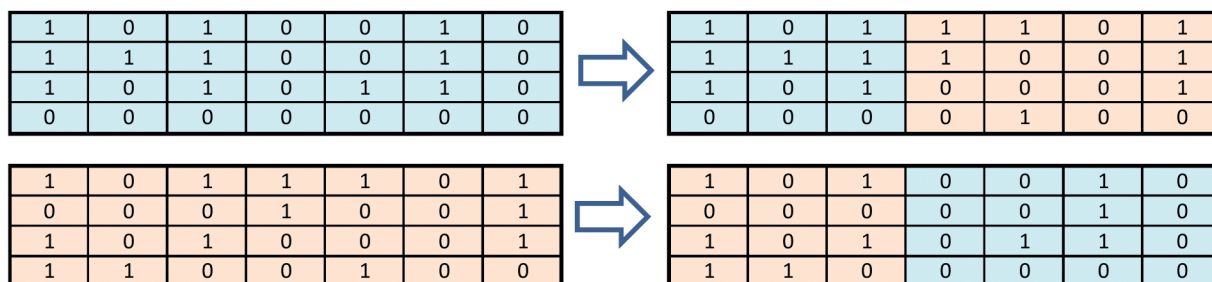 1 0 1 0 0 1 0 1 0 1 1 1 0 1
1 1 1 0 0 1 0 1 1 1 1 0 0 1
1 0 1 0 1 1 0 1 0 1 0 0 0 1
0 0 0 0 0 0 0 0 0 0 0 1 0 0
1 0 1 1 1 0 1 1 0 1 0 0 1 0
0 0 0 1 0 0 1 0 0 0 0 0 1 0
1 0 1 0 0 0 1 1 0 1 0 1 1 0
1 1 0 0 1 0 0 1 1 0 0 0 0 0